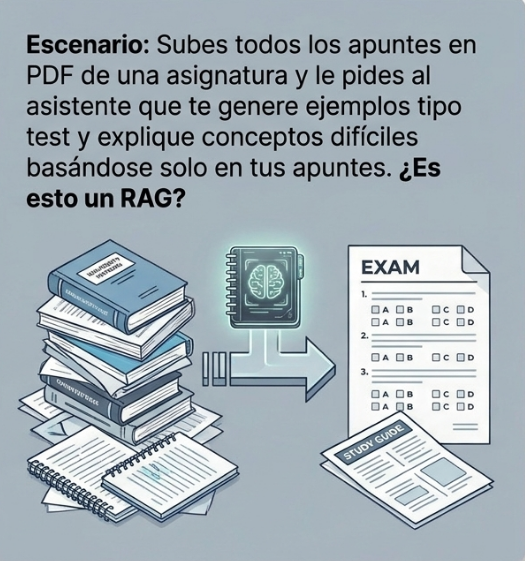 Escenario: Subes todos los apuntes en
PDF de una asignatura y le pides al
asistente que te genere ejemplos tipo
test y explique conceptos difíciles
basándose solo en tus apuntes. ¿Es
esto un RAG?
EXAM
1.
A B C D
A B C D
2.
A B C D
3.
A B C D
A B C D
STUDY GUIDE